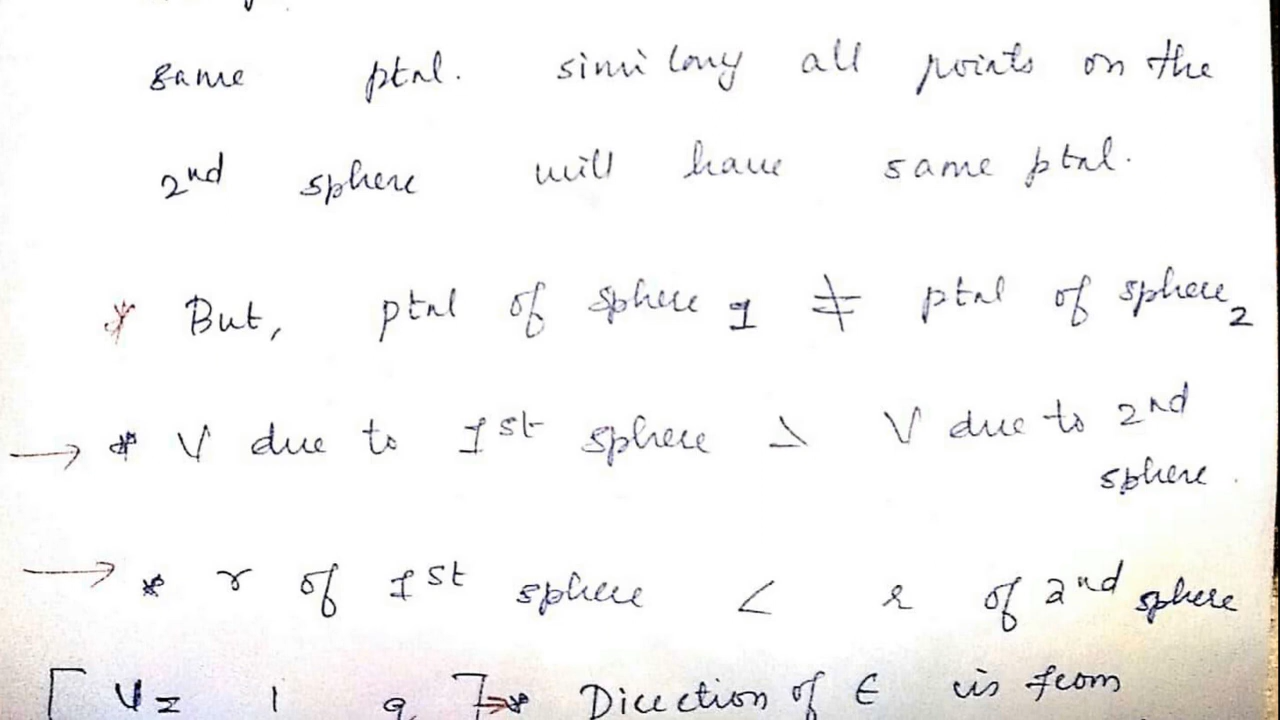 same ptnl. similarly all points on the
2nd sphere will have same ptnl.
* But, ptnl of sphere 1 ≠ ptnl of sphere 2
→ * V due to 1st sphere > V due to 2nd
sphere.
→ * r of 1st sphere < r of 2nd sphere
[ V = 1 q ] → * Direction of E is from